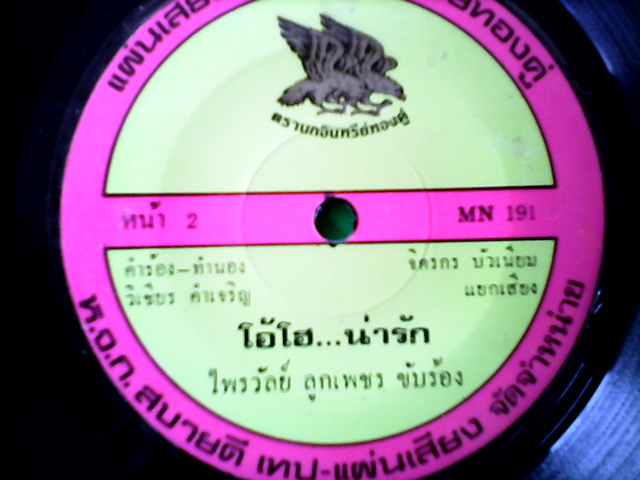 แผ่นเสีย
ทองคู่
ตรานกอินทรีย์ทองคู่
หน้า 2
MN 191
คำร้อง-ทำนอง
วิเชียร คำเจริญ
จิตรกร บัวเนียม
แยกเสียง
โอ้โฮ...น่ารัก
ไพรวัลย์ ลูกเพชร ขับร้อง
ห.จ.ก. สบายดี เทป-แผ่นเสียง จัดจำหน่าย